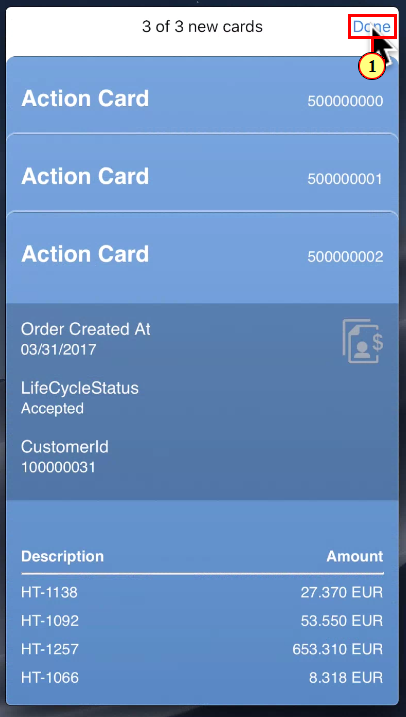 3 of 3 new cards Done
1
Action Card 500000000
Action Card 500000001
Action Card 500000002
Order Created At
03/31/2017
$
LifeCycleStatus
Accepted
CustomerId
100000031
Description Amount
HT-1138 27.370 EUR
HT-1092 53.550 EUR
HT-1257 653.310 EUR
HT-1066 8.318 EUR